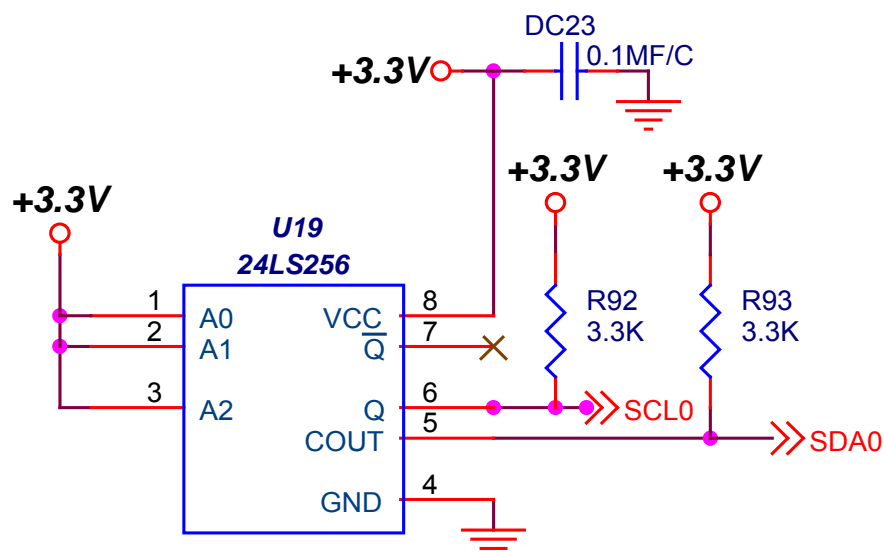 DC23
0.1MF/C
+3.3V
+3.3V
+3.3V
+3.3V
U19
24LS256
1
A0
2
A1
3
A2
VCC
8
Q
7
Q
6
COUT
5
GND
4
R92
3.3K
R93
3.3K
SCL0
SDA0